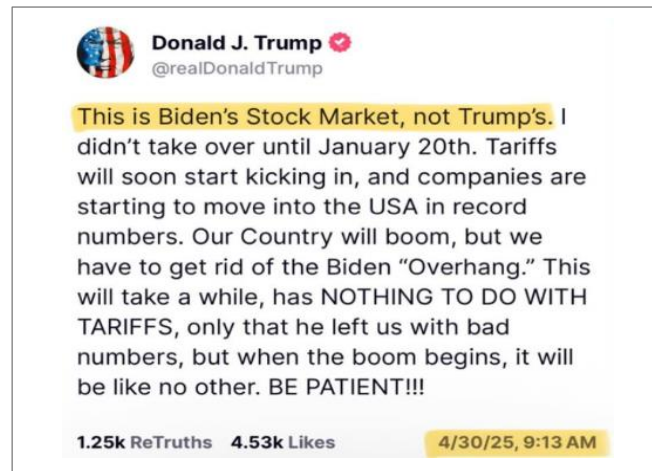 Donald J. Trump
@realDonaldTrump
This is Biden’s Stock Market, not Trump’s. I
didn’t take over until January 20th. Tariffs
will soon start kicking in, and companies are
starting to move into the USA in record
numbers. Our Country will boom, but we
have to get rid of the Biden “Overhang.” This
will take a while, has NOTHING TO DO WITH
TARIFFS, only that he left us with bad
numbers, but when the boom begins, it will
be like no other. BE PATIENT!!!
1.25k ReTruths 4.53k Likes 4/30/25, 9:13 AM